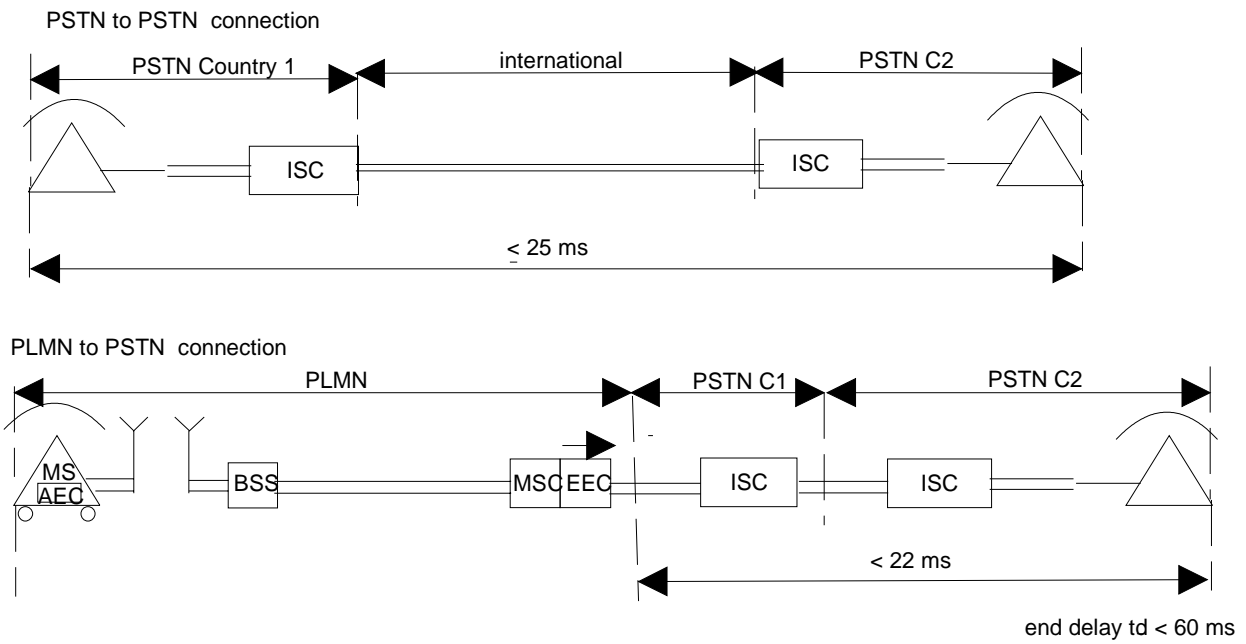 PSTN to PSTN connection
PSTN Country 1
international
PSTN C2
ISC
ISC
< 25 ms
PLMN to PSTN connection
PLMN
PSTN C1
PSTN C2
MS
AEC
BSS
MSC
EEC
ISC
ISC
< 22 ms
end delay td < 60 ms